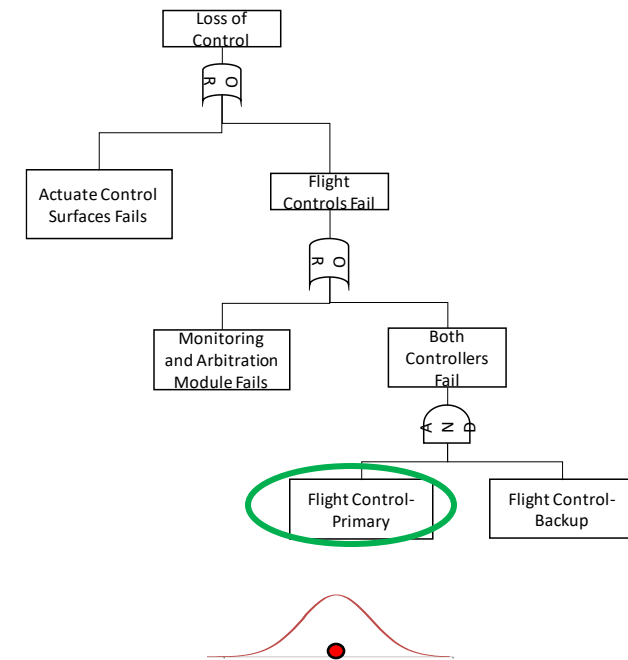 Loss of
Control
O R
Actuate Control
Surfaces Fails
Flight
Controls Fail
O R
Monitoring
and Arbitration
Module Fails
Both
Controllers
Fail
A N D
Flight Control-
Primary
Flight Control-
Backup